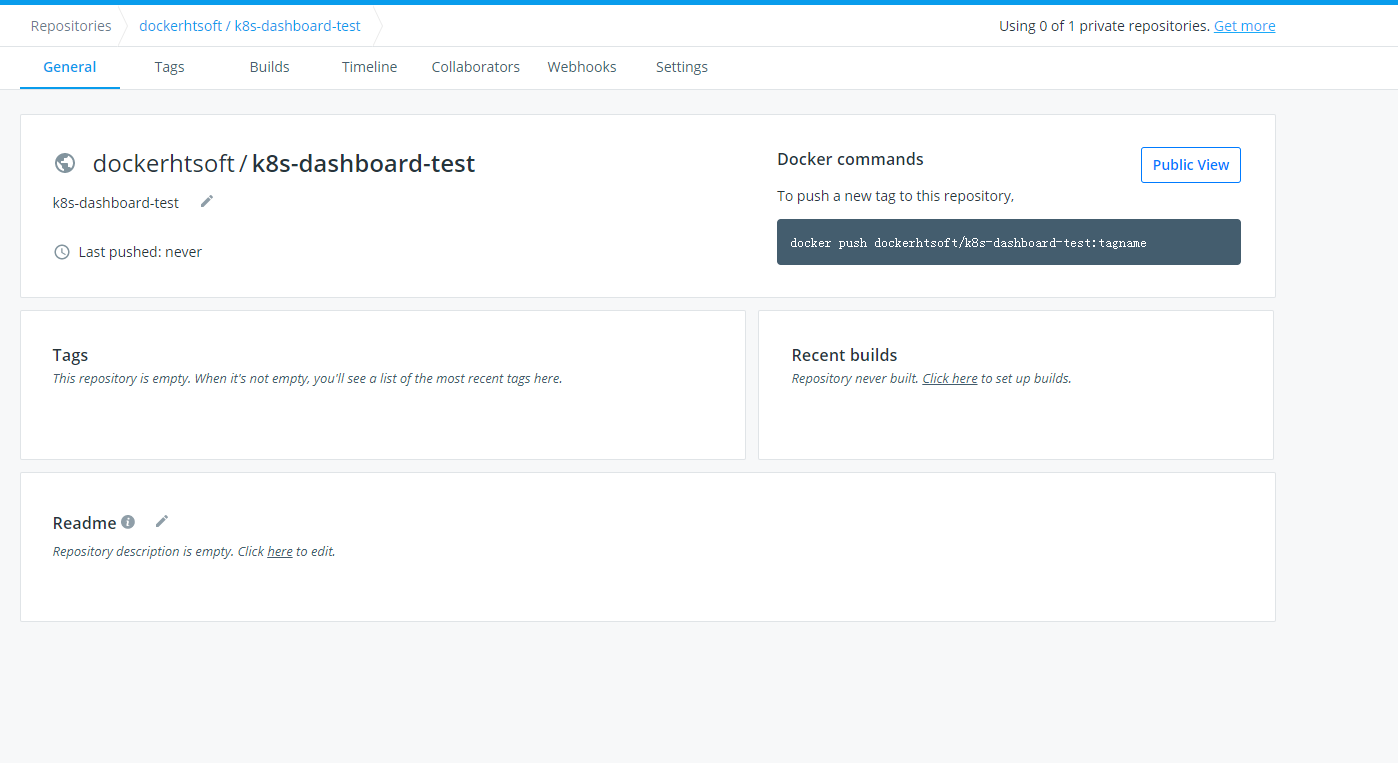 Repositories dockerhtsoft / k8s-dashboard-test Using 0 of 1 private repositories. Get more
General Tags Builds Timeline Collaborators Webhooks Settings
dockerhtsoft / k8s-dashboard-test
k8s-dashboard-test
Last pushed: never
Docker commands
Public View
To push a new tag to this repository,
docker push dockerhtsoft/k8s-dashboard-test:tagname
Tags
This repository is empty. When it's not empty, you'll see a list of the most recent tags here.
Recent builds
Repository never built. Click here to set up builds.
Readme
Repository description is empty. Click here to edit.